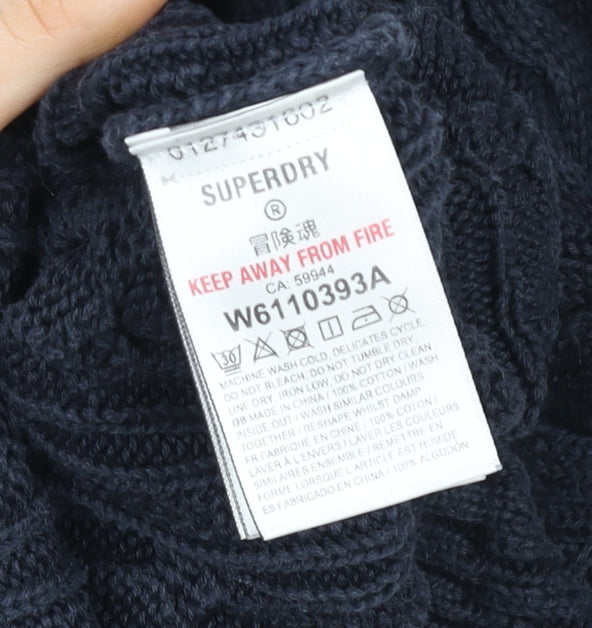 0127431602
SUPERDRY
®
冒険魂
KEEP AWAY FROM FIRE
CA: 59944
W6110393A
30
MACHINE WASH COLD, DELICATES CYCLE.
DO NOT BLEACH, DO NOT TUMBLE DRY,
LINE DRY, IRON LOW, DO NOT DRY CLEAN
GB MADE IN CHINA / 100% COTTON / WASH
INSIDE OUT / WASH SIMILAR COLOURS
TOGETHER / RESHAPE WHILST DAMP
FR FABRIQUÉ EN CHINE / 100% COTON /
LAVER À L'ENVERS / LAVER LES COULEURS
SIMILAIRES ENSEMBLE / REMETTRE EN
FORME LORSQUE L'ARTICLE EST HUMIDE
ES FABRICADO EN CHINA / 100% ALGODÓN